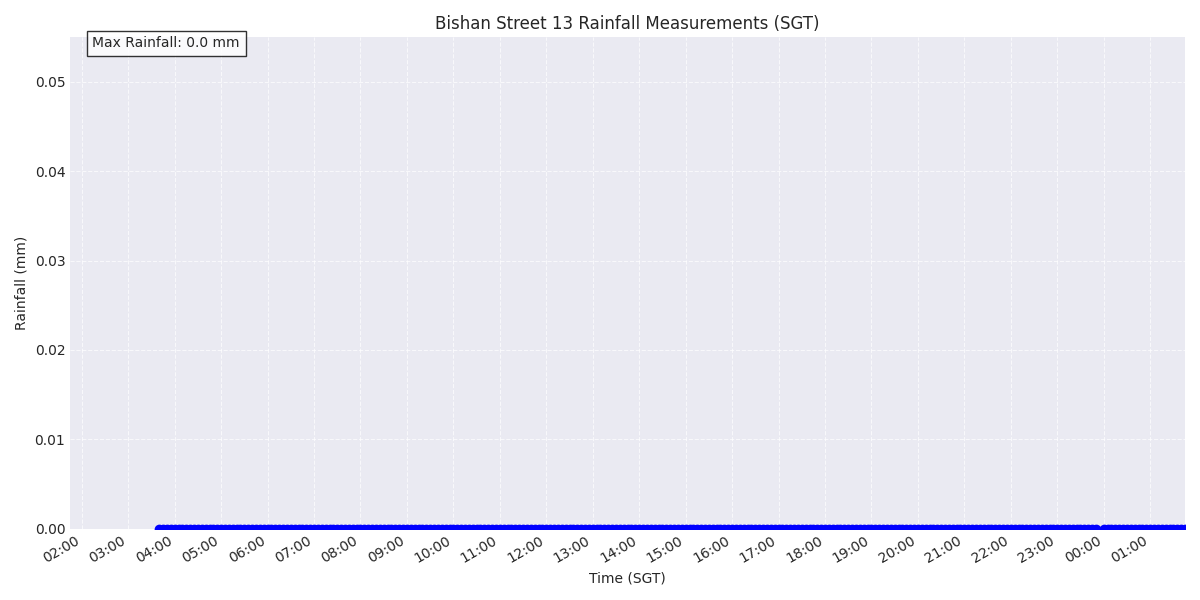 Bishan Street 13 Rainfall Measurements (SGT)
Max Rainfall: 0.0 mm
0.05
0.04
0.03
0.02
0.01
0.00
Rainfall (mm)
02:00 03:00 04:00 05:00 06:00 07:00 08:00 09:00 10:00 11:00 12:00 13:00 14:00 15:00 16:00 17:00 18:00 19:00 20:00 21:00 22:00 23:00 00:00 01:00
Time (SGT)